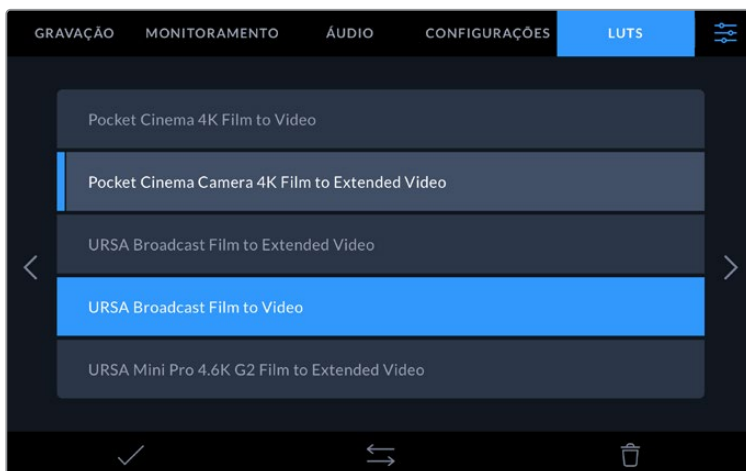 GRAVAÇÃO MONITORAMENTO ÁUDIO CONFIGURAÇÕES LUTS
Pocket Cinema 4K Film to Video
Pocket Cinema Camera 4K Film to Extended Video
URSA Broadcast Film to Extended Video
URSA Broadcast Film to Video
URSA Mini Pro 4.6K G2 Film to Extended Video